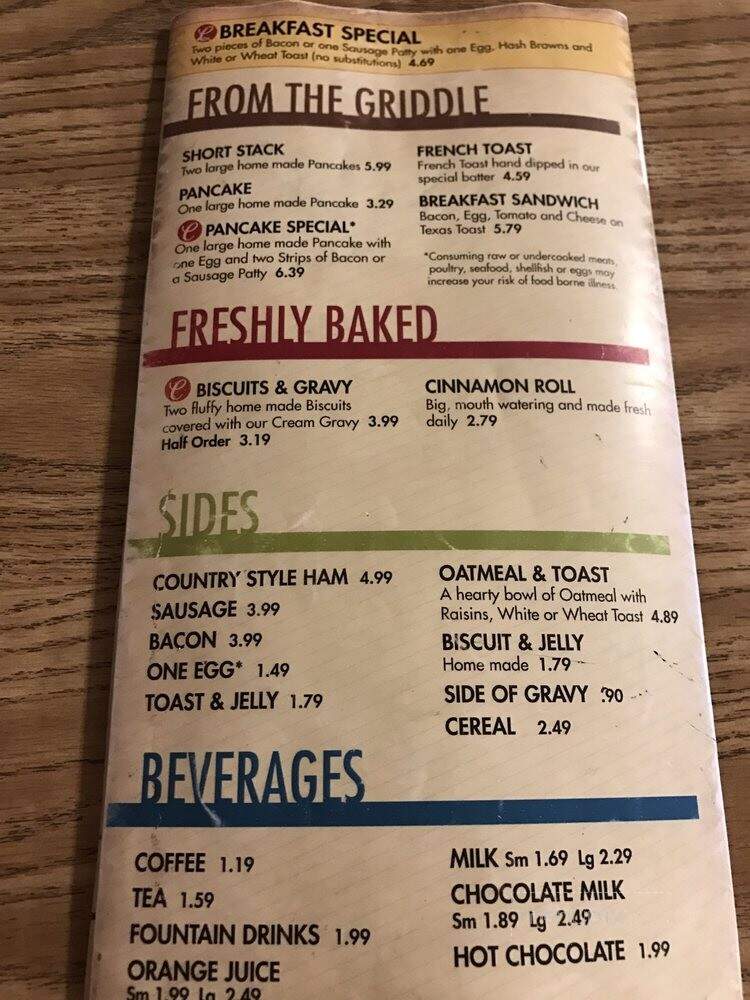 BREAKFAST SPECIAL
Two pieces of Bacon or one Sausage Patty with one Egg, Hash Browns and
White or Wheat Toast (no substitutions) 4.69
FROM THE GRIDDLE
SHORT STACK
Two large home made Pancakes 5.99
PANCAKE
One large home made Pancake 3.29
PANCAKE SPECIAL*
One large home made Pancake with
one Egg and two Strips of Bacon or
a Sausage Patty 6.39
FRENCH TOAST
French Toast hand dipped in our
special batter 4.59
BREAKFAST SANDWICH
Bacon, Egg, Tomato and Cheese on
Texas Toast 5.79
*Consuming raw or undercooked meats,
poultry, seafood, shellfish or eggs may
increase your risk of food borne illness.
FRESHLY BAKED
BISCUITS & GRAVY
Two fluffy home made Biscuits
covered with our Cream Gravy 3.99
Half Order 3.19
CINNAMON ROLL
Big, mouth watering and made fresh
daily 2.79
SIDES
COUNTRY STYLE HAM 4.99
SAUSAGE 3.99
BACON 3.99
ONE EGG* 1.49
TOAST & JELLY 1.79
OATMEAL & TOAST
A hearty bowl of Oatmeal with
Raisins, White or Wheat Toast 4.89
BISCUIT & JELLY
Home made 1.79
SIDE OF GRAVY .90
CEREAL 2.49
BEVERAGES
COFFEE 1.19
TEA 1.59
FOUNTAIN DRINKS 1.99
ORANGE JUICE
Sm 1.99 Lg 2.49
MILK Sm 1.69 Lg 2.29
CHOCOLATE MILK
Sm 1.89 Lg 2.49
HOT CHOCOLATE 1.99